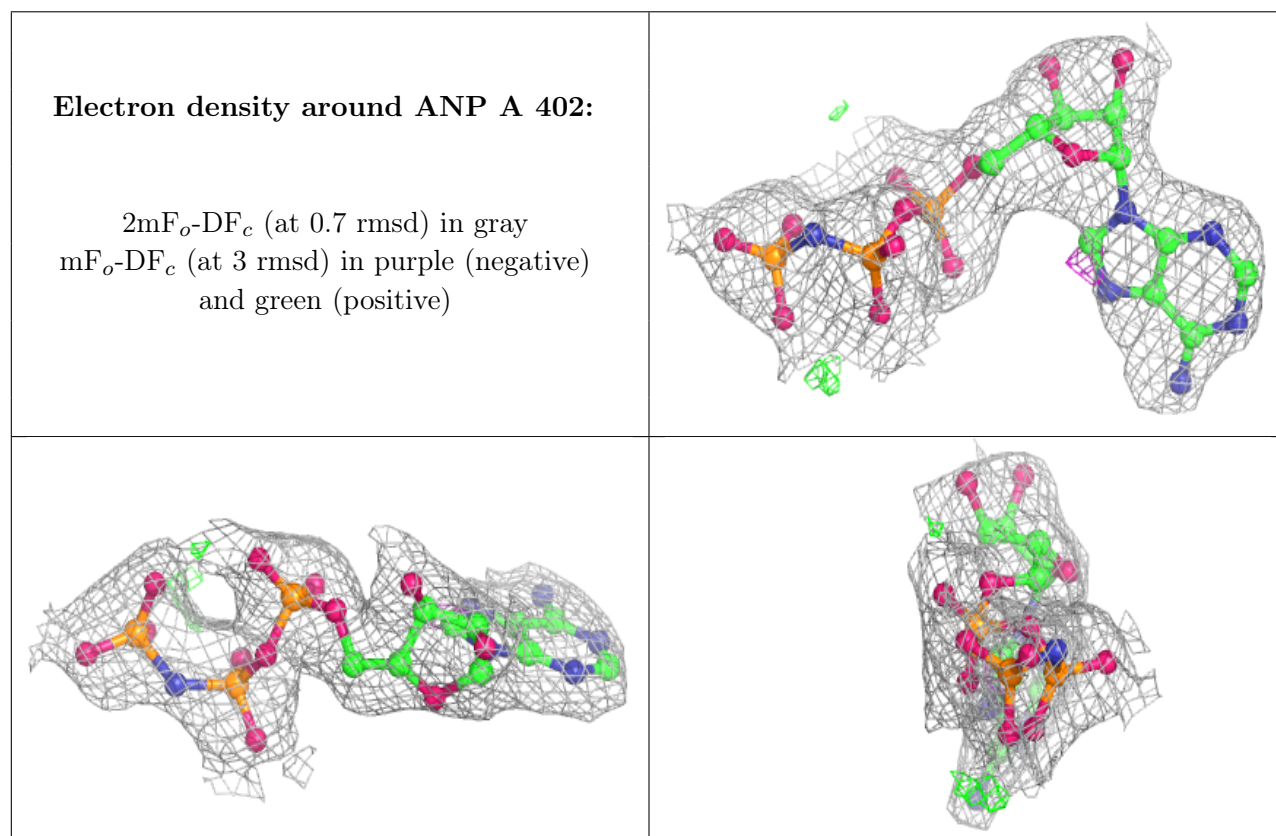 Electron density around ANP A 402:
2mFo-DFc (at 0.7 rmsd) in gray
mFo-DFc (at 3 rmsd) in purple (negative)
and green (positive)